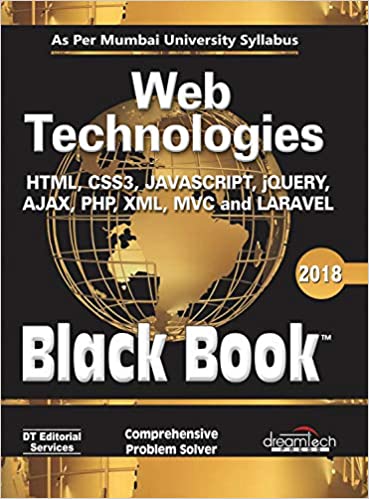 As Per Mumbai University Syllabus
Web
Technologies
HTML, CSS3, JAVASCRIPT, jQUERY,
AJAX, PHP, XML, MVC and LARAVEL
2018
Black Book™
DT Editorial
Services
Comprehensive
Problem Solver
dreamtech
PRESS